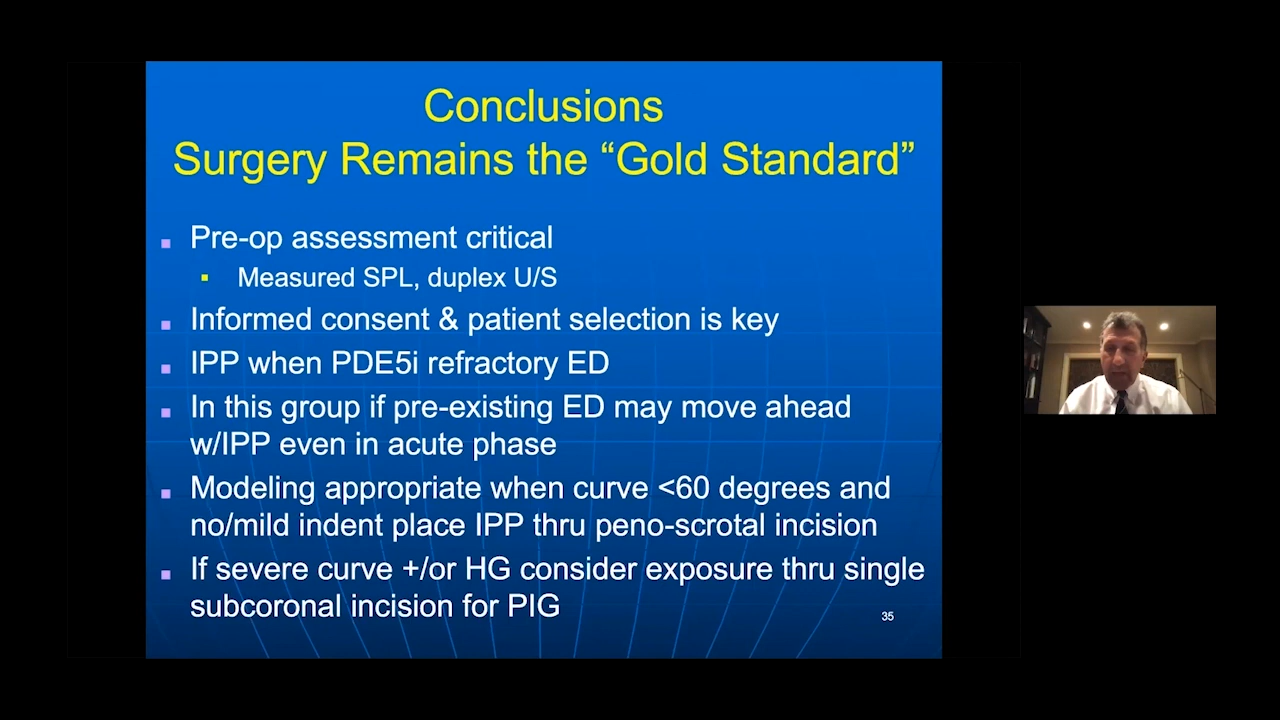 Conclusions
Surgery Remains the “Gold Standard”
Pre-op assessment critical
Measured SPL, duplex U/S
Informed consent & patient selection is key
IPP when PDE5i refractory ED
In this group if pre-existing ED may move ahead
w/IPP even in acute phase
Modeling appropriate when curve <60 degrees and
no/mild indent place IPP thru peno-scrotal incision
If severe curve +/or HG consider exposure thru single
subcoronal incision for PIG
35